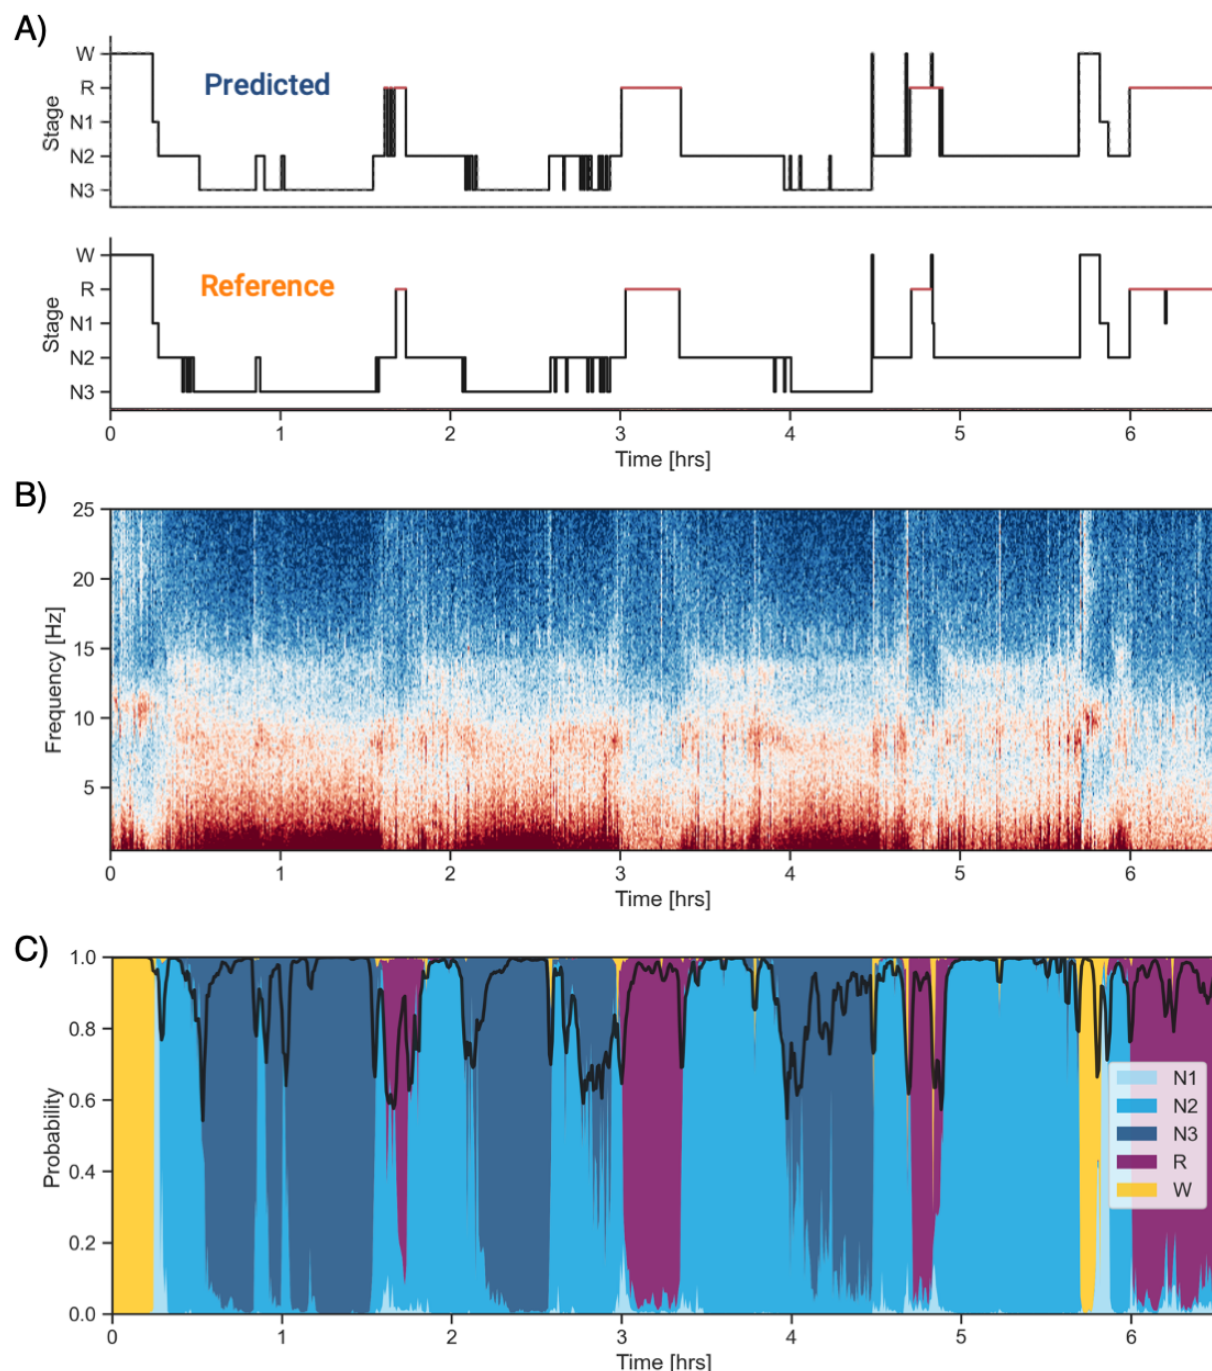 A)
W
R
N1
N2
N3
Stage
Predicted
W
R
N1
N2
N3
Stage
Reference
0 1 2 3 4 5 6
Time [hrs]
B)
25
20
15
10
5
Frequency [Hz]
0 1 2 3 4 5 6
Time [hrs]
C)
1.0
0.8
0.6
0.4
0.2
0.0
Probability
N1
N2
N3
R
W
0 1 2 3 4 5 6
Time [hrs]